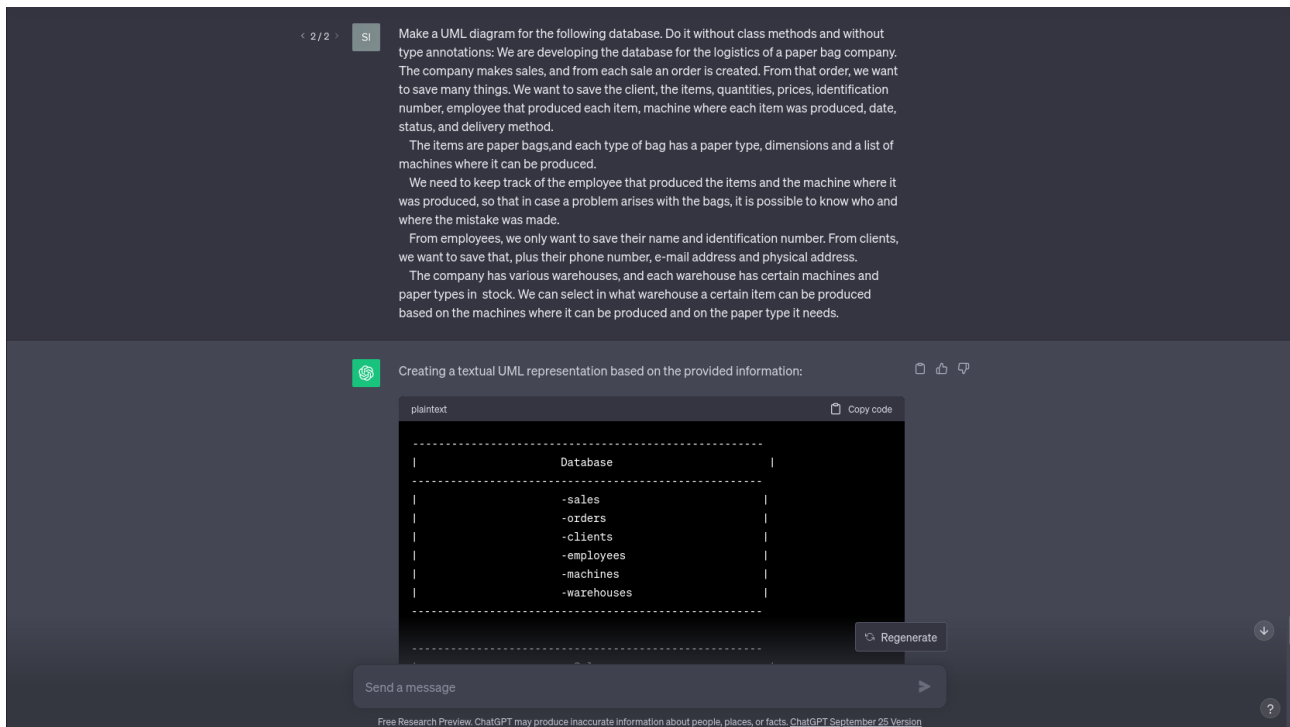 < 2 / 2 >
SI
Make a UML diagram for the following database. Do it without class methods and without
type annotations: We are developing the database for the logistics of a paper bag company.
The company makes sales, and from each sale an order is created. From that order, we want
to save many things. We want to save the client, the items, quantities, prices, identification
number, employee that produced each item, machine where each item was produced, date,
status, and delivery method.
The items are paper bags,and each type of bag has a paper type, dimensions and a list of
machines where it can be produced.
We need to keep track of the employee that produced the items and the machine where it
was produced, so that in case a problem arises with the bags, it is possible to know who and
where the mistake was made.
From employees, we only want to save their name and identification number. From clients,
we want to save that, plus their phone number, e-mail address and physical address.
The company has various warehouses, and each warehouse has certain machines and
paper types in stock. We can select in what warehouse a certain item can be produced
based on the machines where it can be produced and on the paper type it needs.
Creating a textual UML representation based on the provided information:
plaintext Copy code
------------------------------------------------------
| Database |
------------------------------------------------------
| -sales |
| -orders |
| -clients |
| -employees |
| -machines |
| -warehouses |
------------------------------------------------------
Regenerate
------------------------------------------------------
Send a message
Free Research Preview. ChatGPT may produce inaccurate information about people, places, or facts. ChatGPT September 25 Version
?